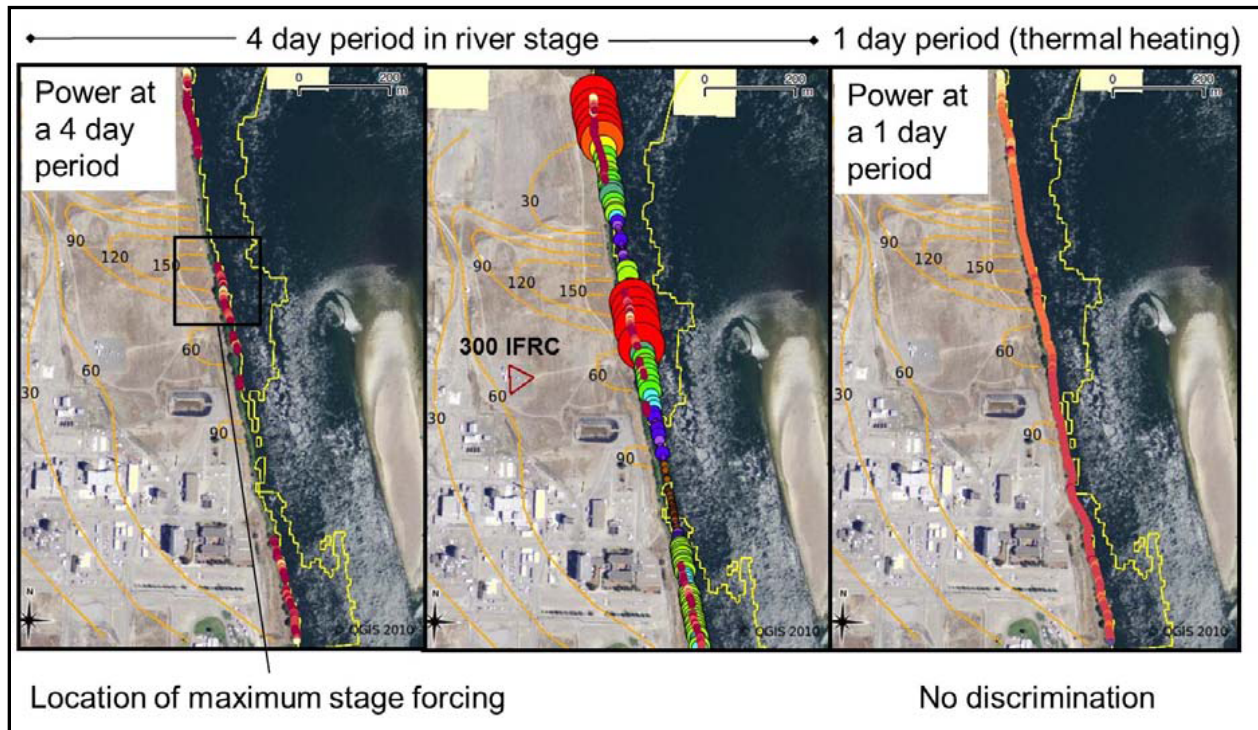 4 day period in river stage
1 day period (thermal heating)
Power at
a 4 day
period
0 200
m
90
120
150
60
60
30
90
N
© QGIS 2010
0 200
m
30
90
120
150
300 IFRC
60
60
30
90
N
© QGIS 2010
Power at
a 1 day
period
0 200
m
90
120
150
60
60
30
90
N
© QGIS 2010
Location of maximum stage forcing
No discrimination